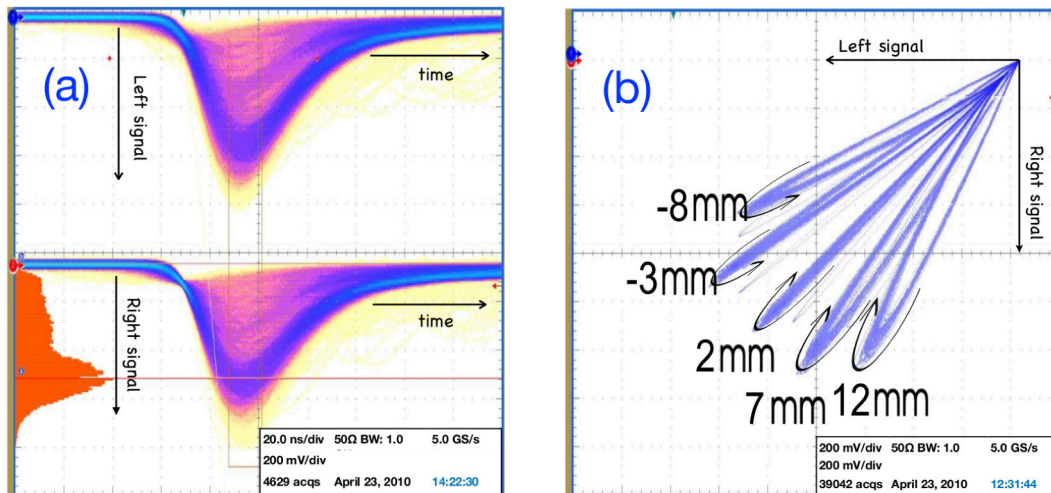 (a)
Left signal
time
Right signal
time
20.0 ns/div 50Ω BW: 1.0 5.0 GS/s
200 mV/div
4629 acqs April 23, 2010 14:22:30
(b)
Left signal
Right signal
-8mm
-3mm
2mm
7mm
12mm
200 mV/div 50Ω BW: 1.0 5.0 GS/s
200 mV/div
39042 acqs April 23, 2010 12:31:44